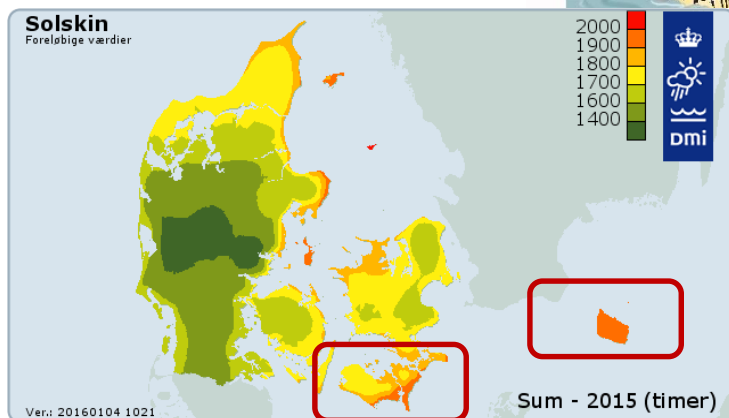 Solskin
Foreløbige værdier
2000
1900
1800
1700
1600
1400
DMi
Ver.: 20160104 1021
Sum - 2015 (timer)